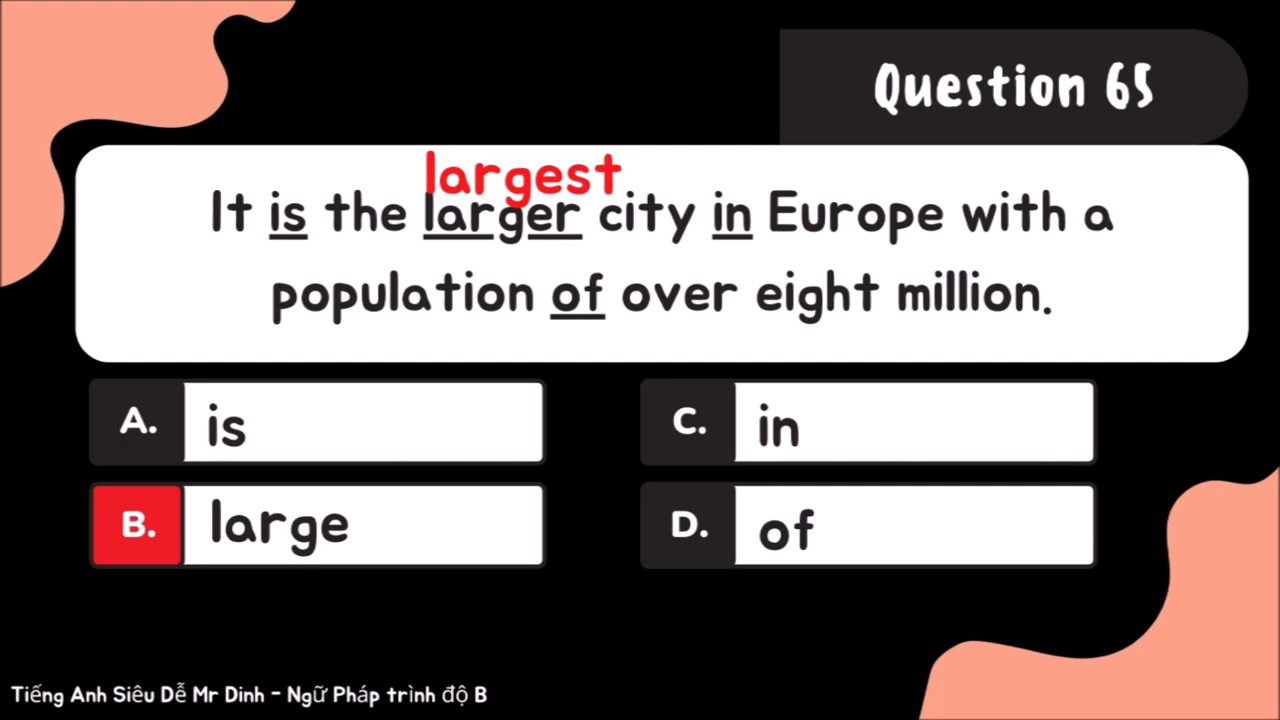 Question 65
largest
It is the larger city in Europe with a
population of over eight million.
A. is
C. in
B. large
D. of
Tiếng Anh Siêu Dễ Mr Dinh - Ngữ Pháp trình độ B